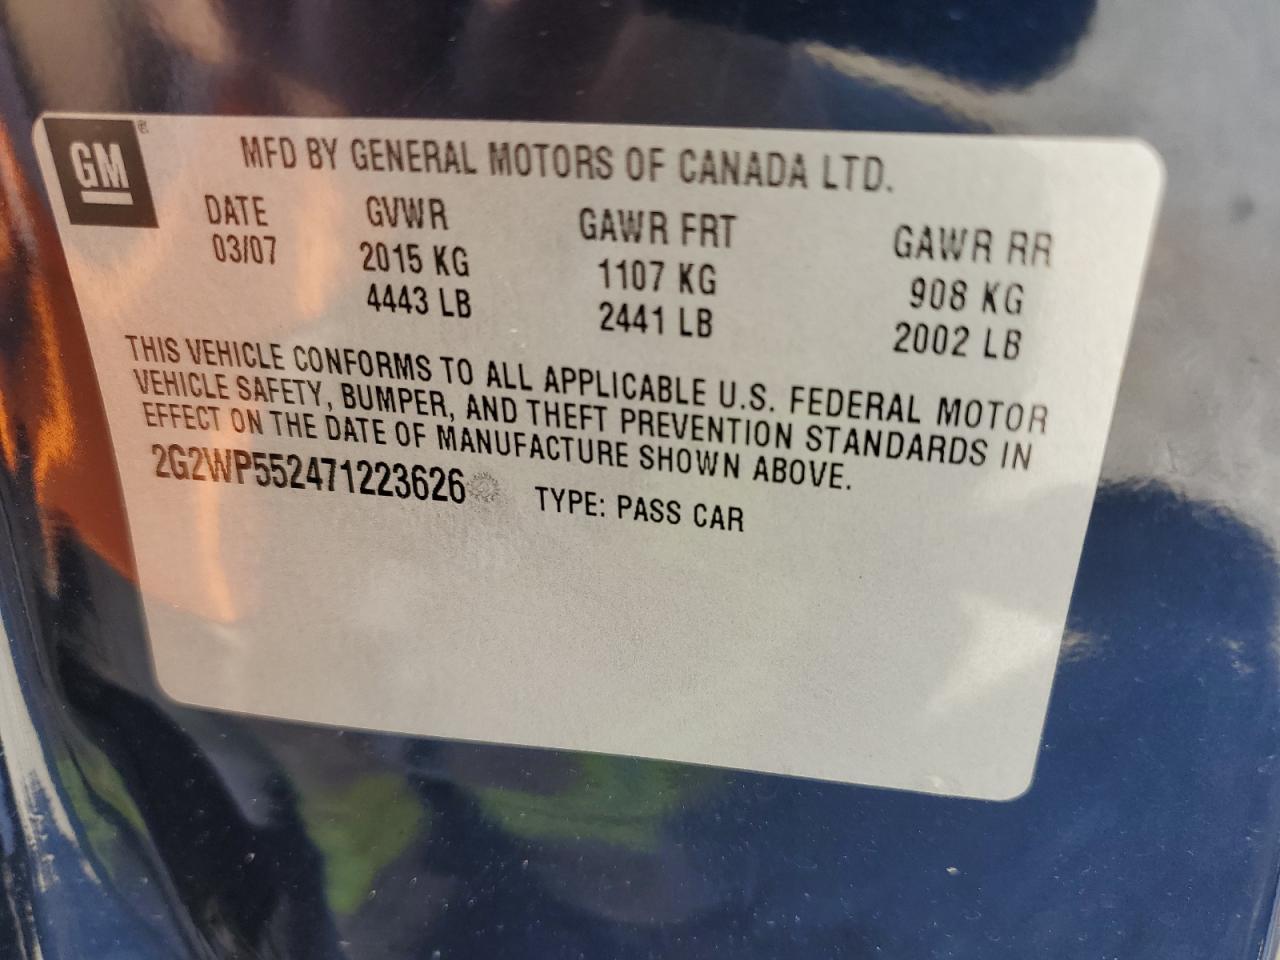 GM
MFD BY GENERAL MOTORS OF CANADA LTD.
DATE GVWR GAWR FRT GAWR RR
03/07 2015 KG 1107 KG 908 KG
4443 LB 2441 LB 2002 LB
THIS VEHICLE CONFORMS TO ALL APPLICABLE U.S. FEDERAL MOTOR
VEHICLE SAFETY, BUMPER, AND THEFT PREVENTION STANDARDS IN
EFFECT ON THE DATE OF MANUFACTURE SHOWN ABOVE.
2G2WP552471223626 TYPE: PASS CAR